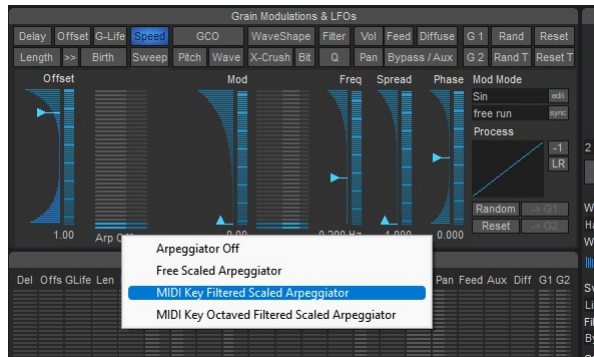 Grain Modulations & LFOs
Delay Offset G-Life Speed GCO WaveShape Filter Vol Feed Diffuse G 1 Rand Reset
Length >> Birth Sweep Pitch Wave X-Crush Bit Q Pan Bypass / Aux G 2 Rand T Reset T
Offset Mod Freq Spread Phase Mod Mode
Sin edit
free run sync
Process
-1
LR
2
Random -> G1
Reset -> G2
1.00 Arp 0.00 0.200 Hz 1.000 0.000
Arpeggiator Off
Free Scaled Arpeggiator
MIDI Key Filtered Scaled Arpeggiator
MIDI Key Octaved Filtered Scaled Arpeggiator
Del Offs GLife Len Pan Feed Aux Diff G1 G2